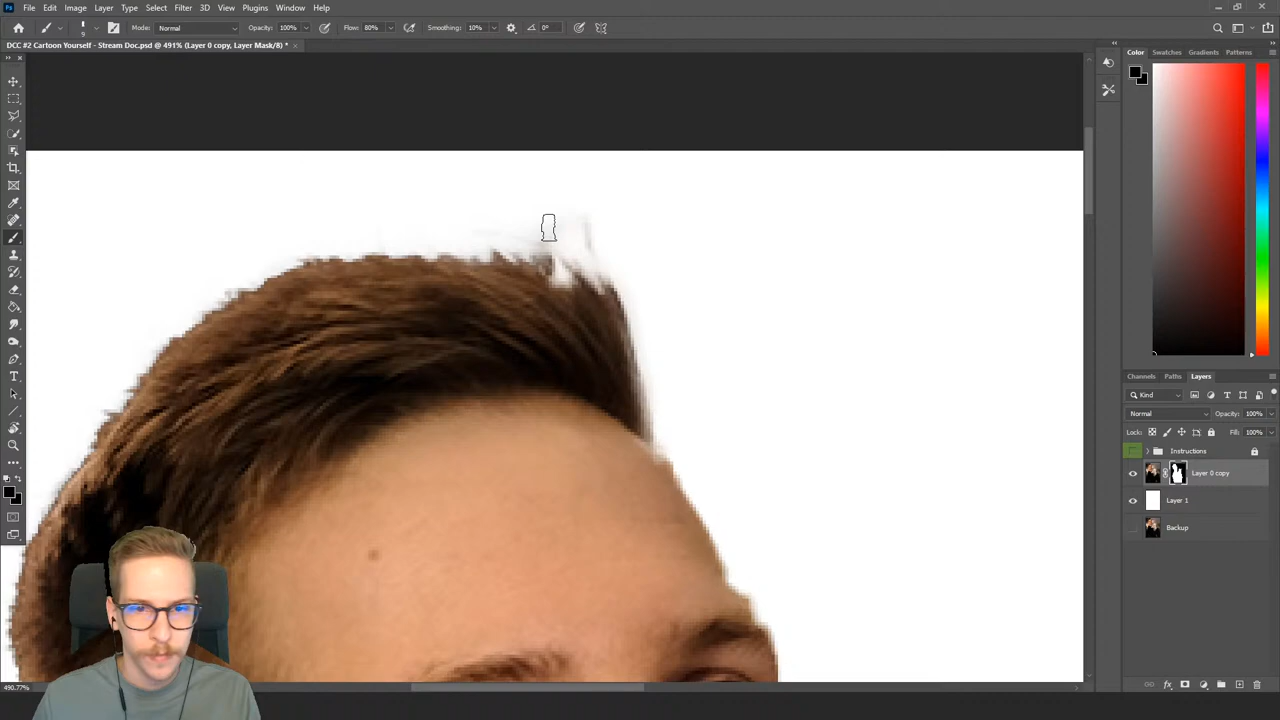 File Edit Image Layer Type Select Filter 3D View Plugins Window Help
9 Mode: Normal Opacity: 100% Flow: 80% Smoothing: 10% 0°
DCC #2 Cartoon Yourself - Stream Doc.psd @ 491% (Layer 0 copy, Layer Mask/8) *
Color Swatches Gradients Patterns
Channels Paths Layers
Kind
Normal Opacity: 100%
Lock: Fill: 100%
Instructions
Layer 0 copy
Layer 1
Backup
490.77%